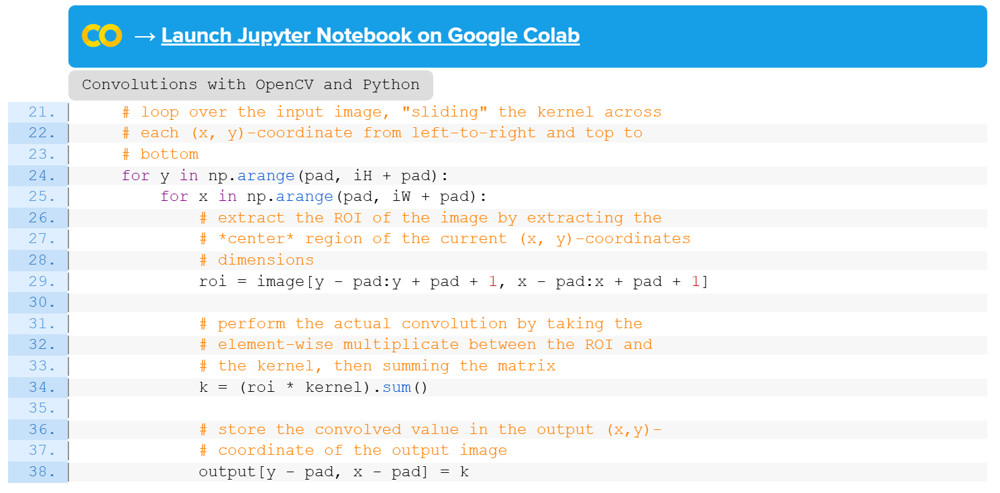 CO → Launch Jupyter Notebook on Google Colab
Convolutions with OpenCV and Python
21. # loop over the input image, "sliding" the kernel across
22. # each (x, y)-coordinate from left-to-right and top to
23. # bottom
24. for y in np.arange(pad, iH + pad):
25.     for x in np.arange(pad, iW + pad):
26.         # extract the ROI of the image by extracting the
27.         # *center* region of the current (x, y)-coordinates
28.         # dimensions
29.         roi = image[y - pad:y + pad + 1, x - pad:x + pad + 1]
30.
31.         # perform the actual convolution by taking the
32.         # element-wise multiplicate between the ROI and
33.         # the kernel, then summing the matrix
34.         k = (roi * kernel).sum()
35.
36.         # store the convolved value in the output (x,y)-
37.         # coordinate of the output image
38.         output[y - pad, x - pad] = k